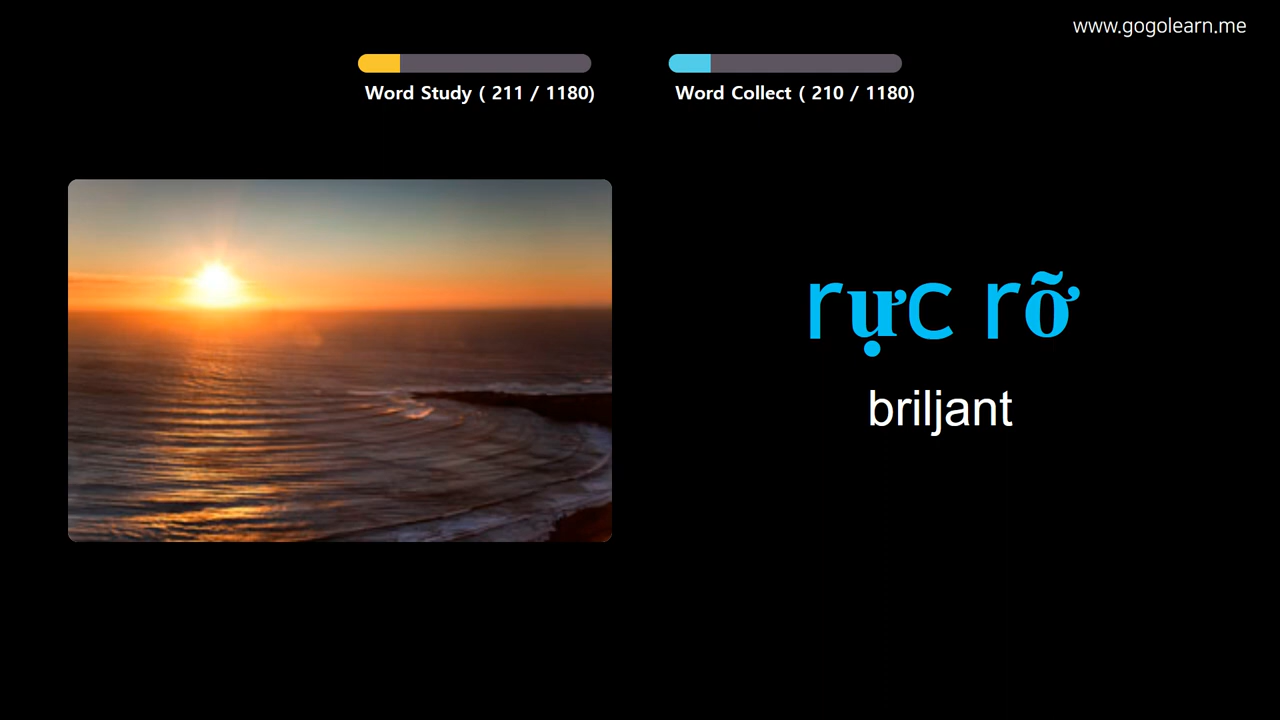 www.gogolearn.me
Word Study ( 211 / 1180)
Word Collect ( 210 / 1180)
rực rỡ
briljant